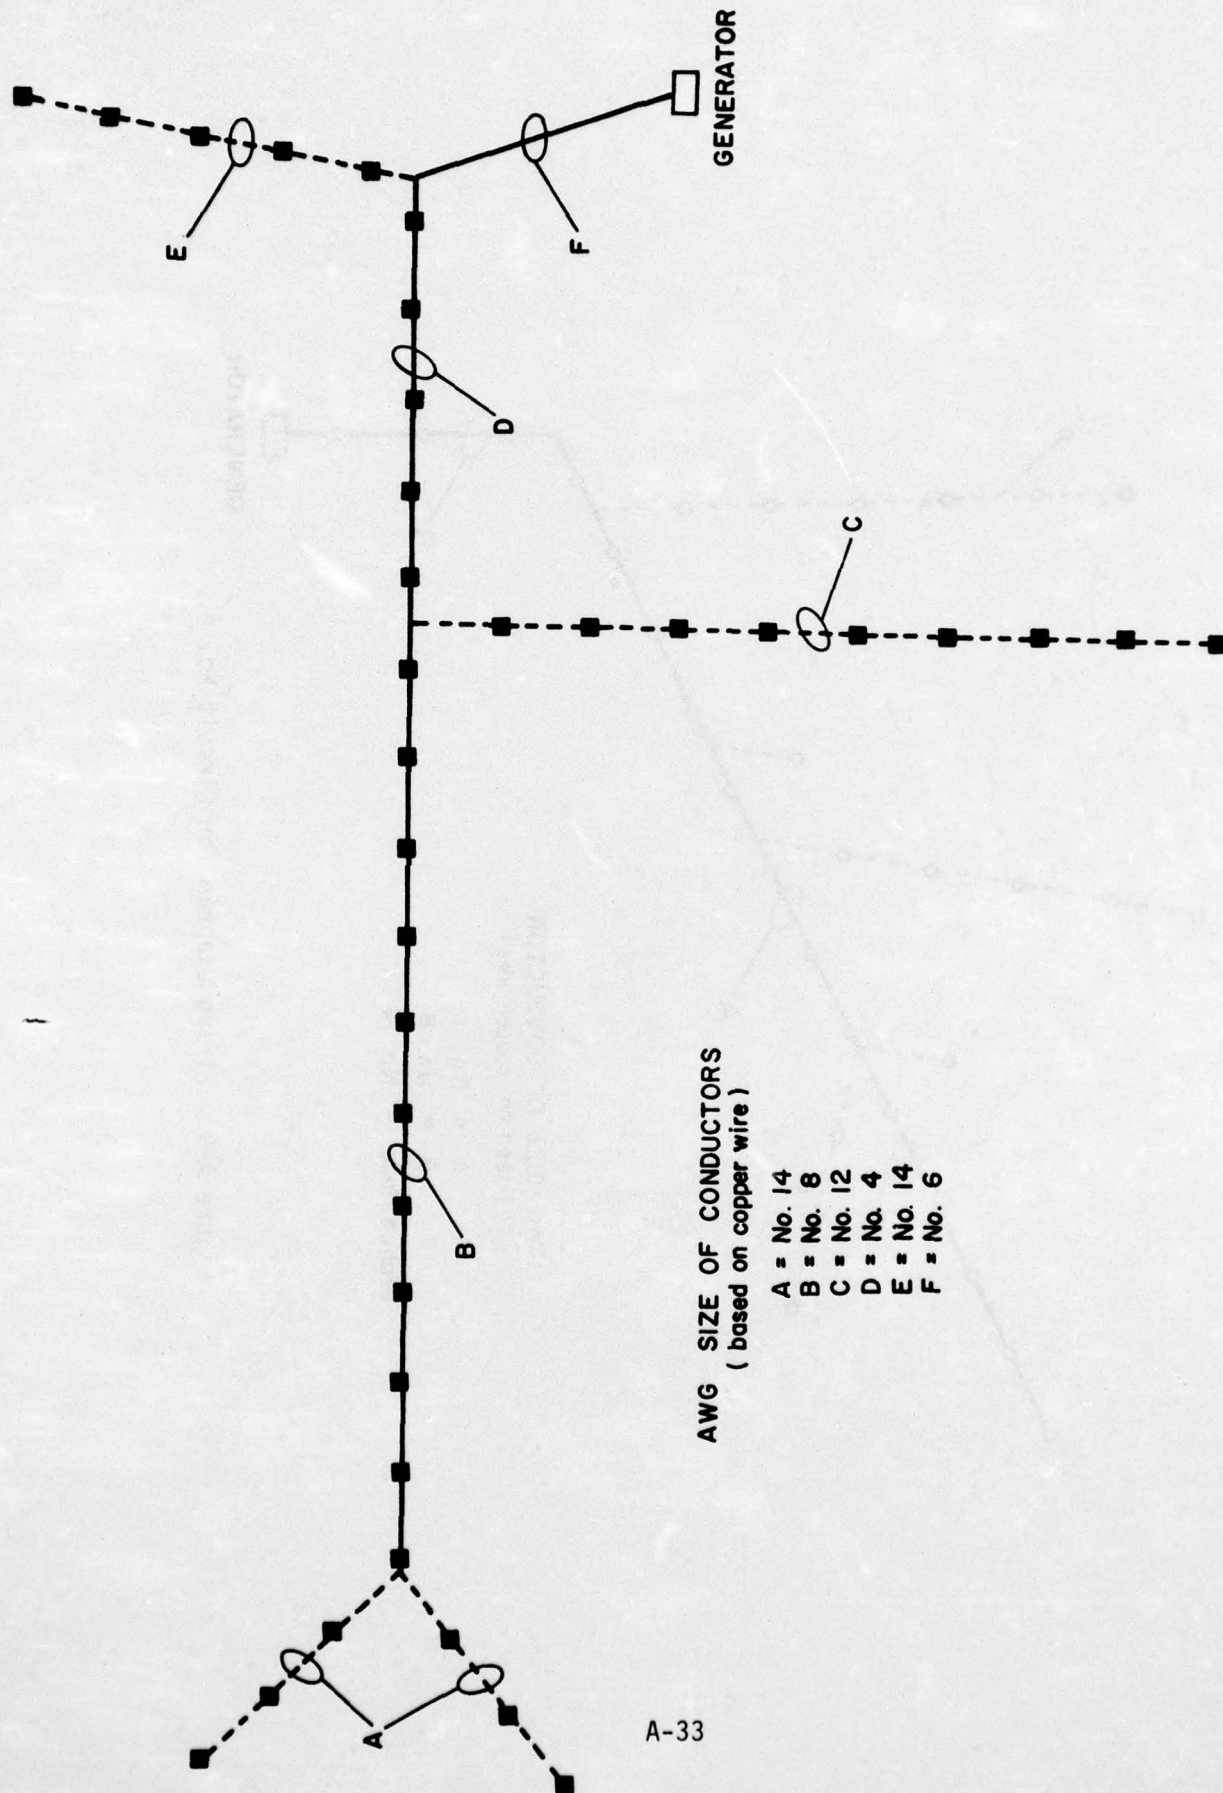 GENERATOR
E
F
D
C
B
A
AWG SIZE OF CONDUCTORS
( based on copper wire )
A = No. 14
B = No. 8
C = No. 12
D = No. 4
E = No. 14
F = No. 6
A-33